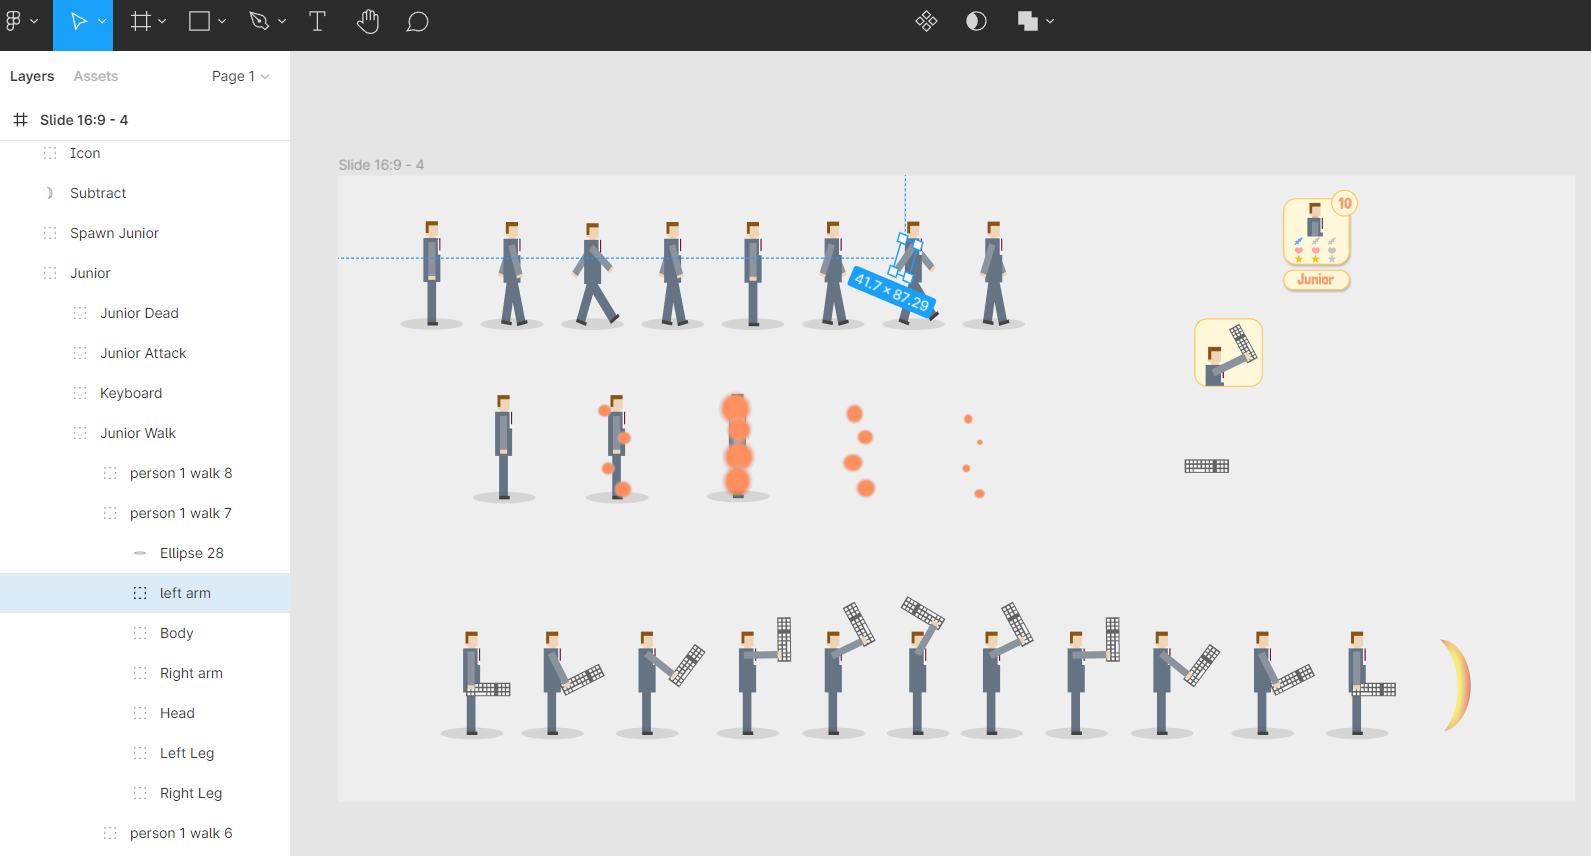 Layers Assets Page 1
Slide 16:9 - 4
Icon
Subtract
Spawn Junior
Junior
Junior Dead
Junior Attack
Keyboard
Junior Walk
person 1 walk 8
person 1 walk 7
Ellipse 28
left arm
Body
Right arm
Head
Left Leg
Right Leg
person 1 walk 6
Slide 16:9 - 4
41.7 × 87.29
10
Junior